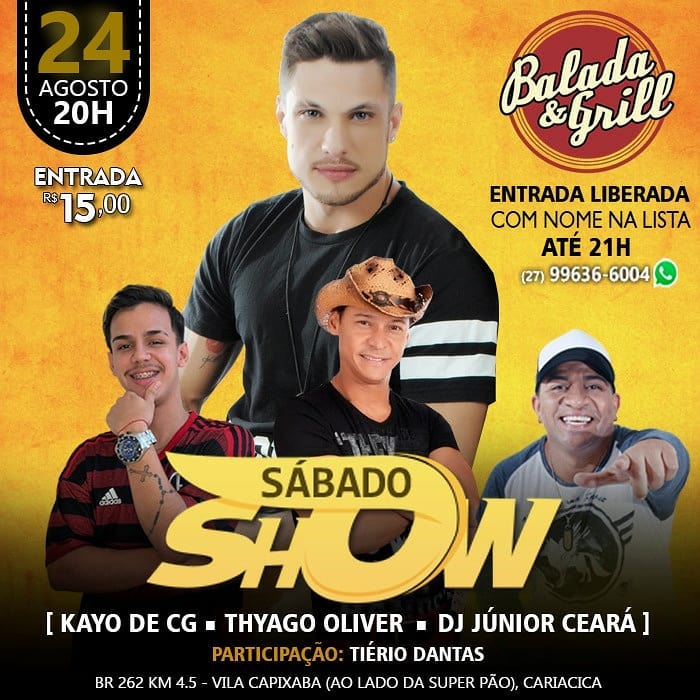 24
AGOSTO
20H
ENTRADA
R$ 15,00
Balada
& Grill
ENTRADA LIBERADA
COM NOME NA LISTA
ATÉ 21H
(27) 99636-6004
adidas
SÁBADO
SHOW
[ KAYO DE CG ▪ THYAGO OLIVER ▪ DJ JÚNIOR CEARÁ ]
PARTICIPAÇÃO: TIÉRIO DANTAS
BR 262 KM 4.5 - VILA CAPIXABA (AO LADO DA SUPER PÃO), CARIACICA